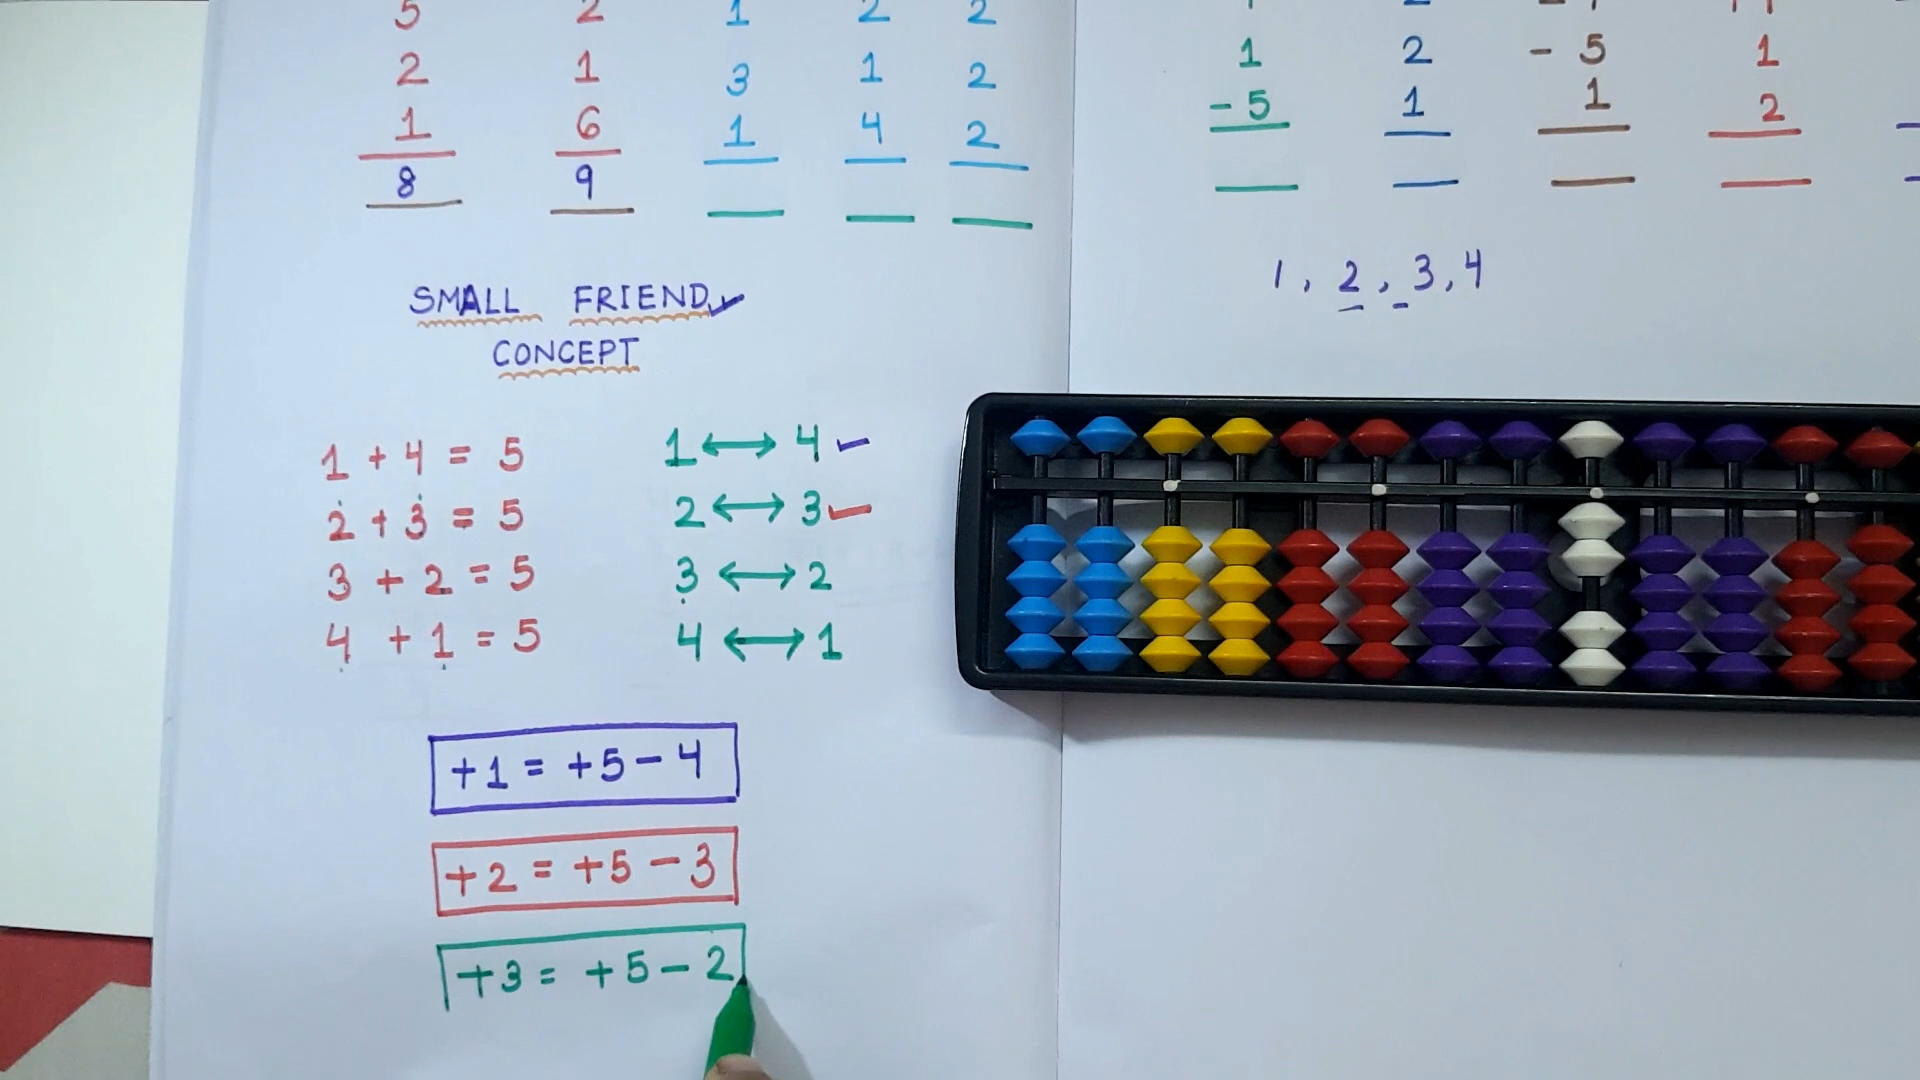 5 2 1 2 2
2 1 3 1 2
1 6 1 4 2
8 9
SMALL FRIEND
CONCEPT
1 + 4 = 5
2 + 3 = 5
3 + 2 = 5
4 + 1 = 5
1 ↔ 4
2 ↔ 3
3 ↔ 2
4 ↔ 1
+1 = +5 - 4
+2 = +5 - 3
+3 = +5 - 2
1 2 - 5 1
- 5 1 1 2
1, 2, 3, 4